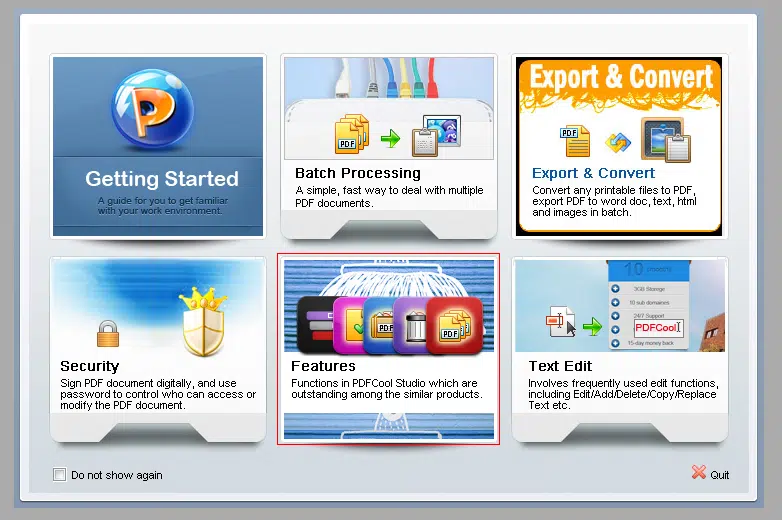 Getting Started
A guide for you to get familiar
with your work environment.
PDF
Batch Processing
A simple, fast way to deal with multiple
PDF documents.
Export & Convert
PDF
Export & Convert
Convert any printable files to PDF,
export PDF to word doc, text, html
and images in batch.
Security
Sign PDF document digitally, and use
password to control who can access or
modify the PDF document.
PDF
PDF
Features
Functions in PDFCool Studio which are
outstanding among the similar products.
10
3GB Storage
10 sub domaines
24/7 Support
PDFCool
15-day money back
Text Edit
Involves frequently used edit functions,
including Edit/Add/Delete/Copy/Replace
Text etc.
Do not show again
Quit